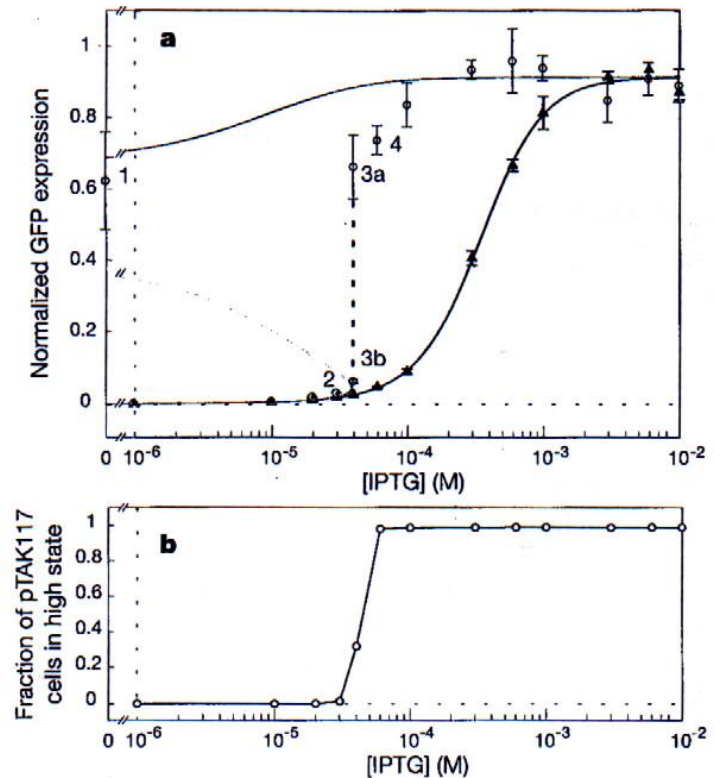 a
1
0.8
0.6
0.4
0.2
0
Normalized GFP expression
1
2
3a
3b
4
0 10-6 10-5 10-4 10-3 10-2
[IPTG] (M)
b
1
0.8
0.6
0.4
0.2
0
Fraction of pTAK117
cells in high state
0 10-6 10-5 10-4 10-3 10-2
[IPTG] (M)